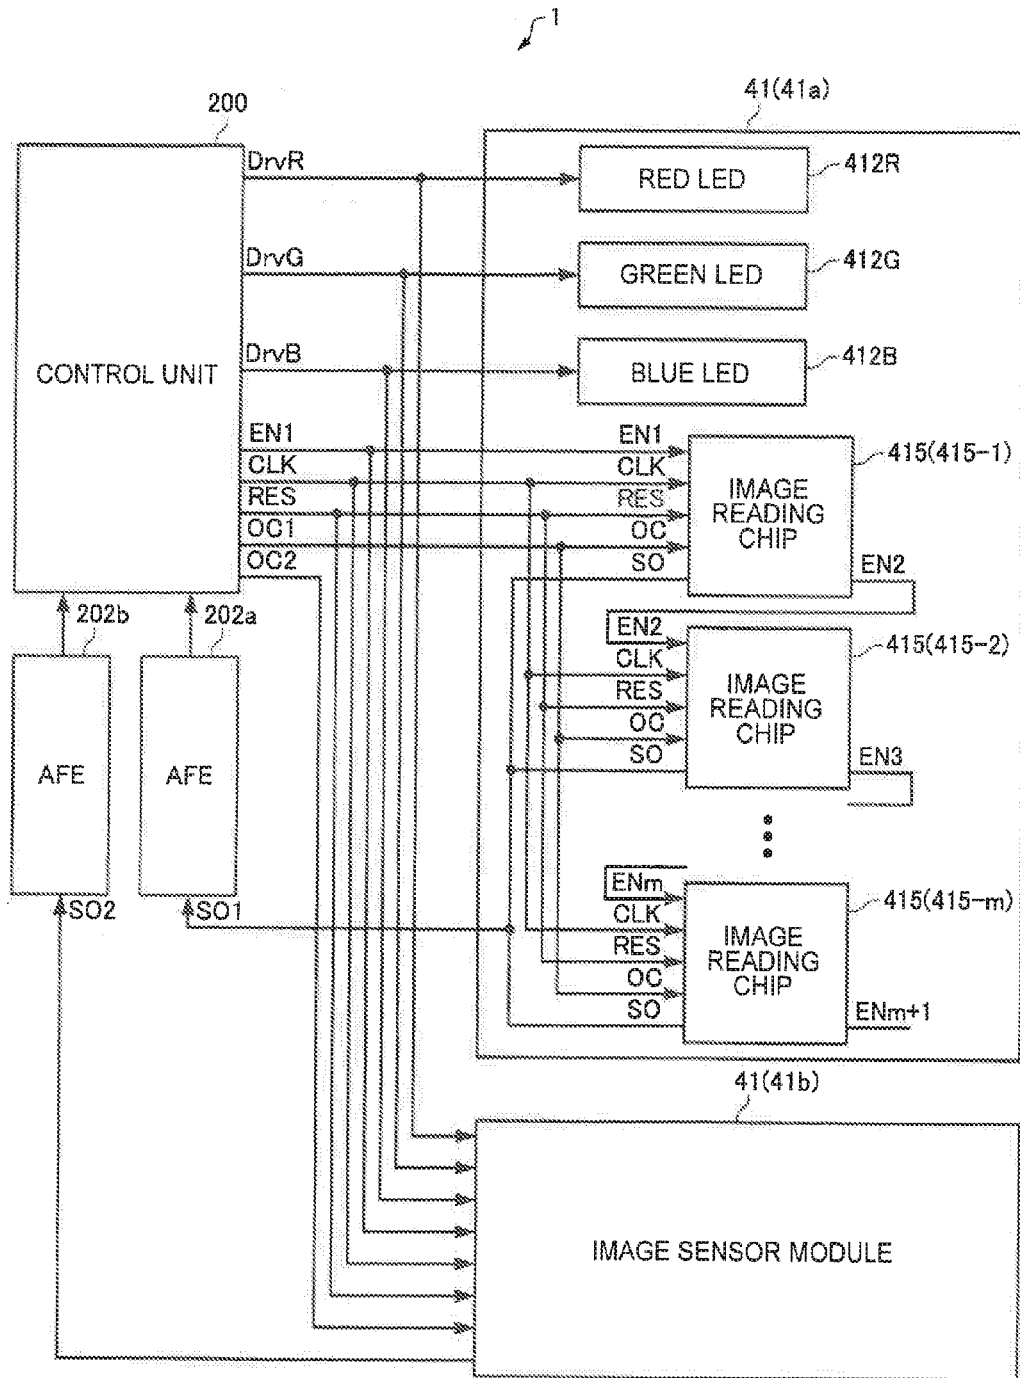 1
41(41a)
200
DrvR
RED LED
412R
DrvG
GREEN LED
412G
DrvB
BLUE LED
412B
CONTROL UNIT
EN1
CLK
RES
OC1
OC2
EN1
CLK
RES
OC
SO
IMAGE
READING
CHIP
415(415-1)
EN2
202b
202a
EN2
CLK
RES
OC
SO
IMAGE
READING
CHIP
415(415-2)
EN3
AFE
AFE
SO2
SO1
ENm
CLK
RES
OC
SO
IMAGE
READING
CHIP
415(415-m)
ENm+1
41(41b)
IMAGE SENSOR MODULE